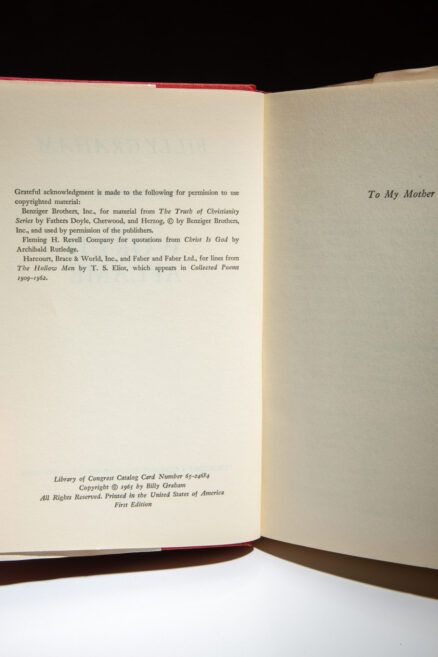 Grateful acknowledgment is made to the following for permission to use
copyrighted material:
Benziger Brothers, Inc., for material from The Truth of Christianity
Series by Fathers Doyle, Chetwood, and Herzog, © by Benziger Brothers,
Inc., and used by permission of the publishers.
Fleming H. Revell Company for quotations from Christ Is God by
Archibald Rutledge.
Harcourt, Brace & World, Inc., and Faber and Faber Ltd., for lines from
The Hollow Men by T. S. Eliot, which appears in Collected Poems
1909-1962.
Library of Congress Catalog Card Number 65-24684
Copyright © 1965 by Billy Graham
All Rights Reserved. Printed in the United States of America
First Edition
To My Mother